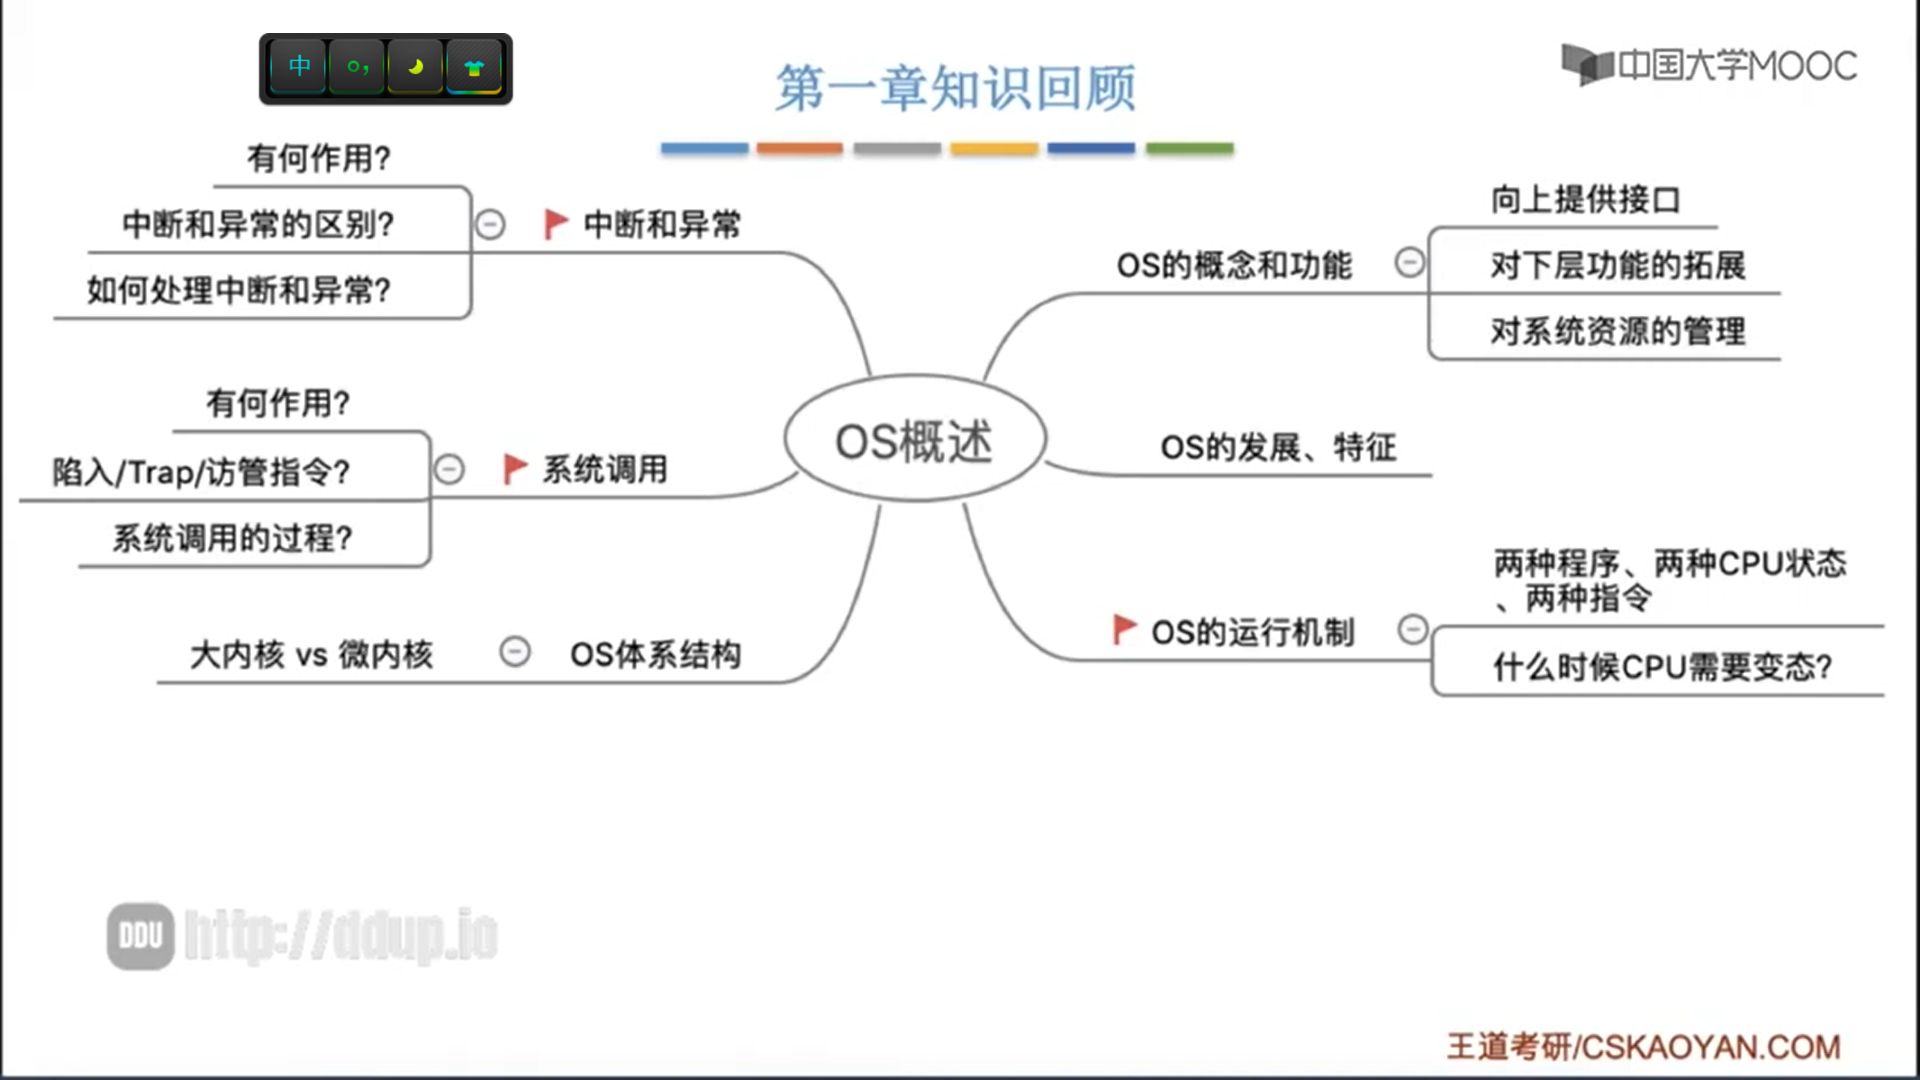 中
第一章知识回顾
中国大学MOOC
有何作用?
中断和异常的区别?
如何处理中断和异常?
中断和异常
有何作用?
陷入/Trap/访管指令?
系统调用的过程?
系统调用
大内核 vs 微内核
OS体系结构
OS概述
OS的概念和功能
向上提供接口
对下层功能的拓展
对系统资源的管理
OS的发展、特征
OS的运行机制
两种程序、两种CPU状态
、两种指令
什么时候CPU需要变态?
DDU http://ddup.io
王道考研/CSKAOYAN.COM